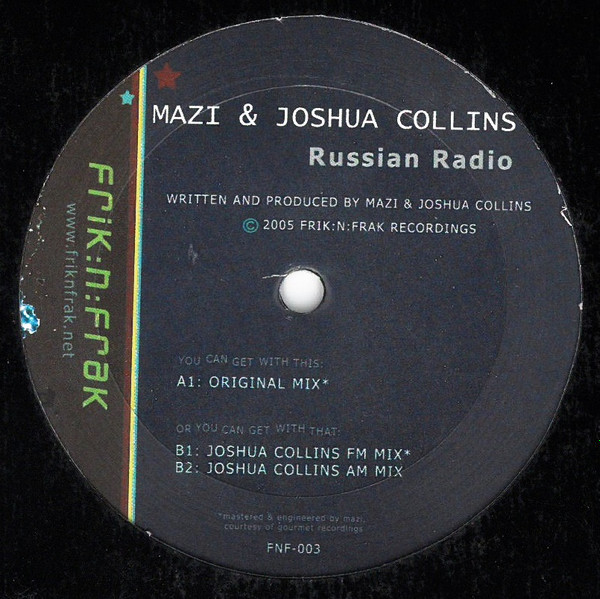 MAZI & JOSHUA COLLINS
Russian Radio
WRITTEN AND PRODUCED BY MAZI & JOSHUA COLLINS
© 2005 FRIK:N:FRAK RECORDINGS
FRIK:N:FRAK
www.friknfrak.net
YOU CAN GET WITH THIS:
A1: ORIGINAL MIX*
OR YOU CAN GET WITH THAT:
B1: JOSHUA COLLINS FM MIX*
B2: JOSHUA COLLINS AM MIX
*mastered & engineered by mazi,
courtesy of gourmet recordings
FNF-003